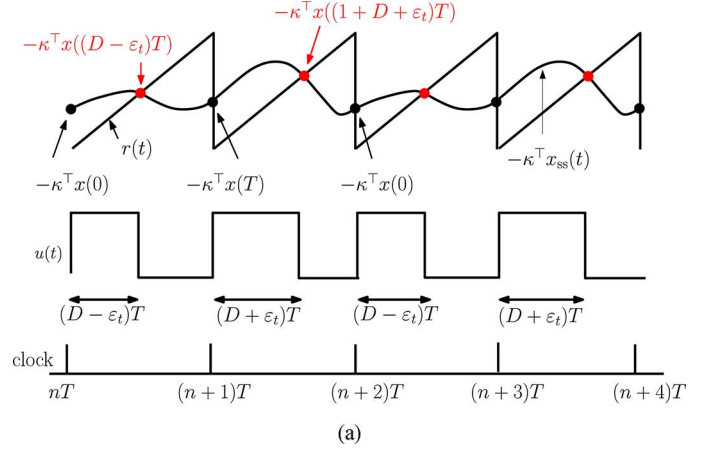 −κ⊤x((1 + D + εt)T)
−κ⊤x((D − εt)T)
r(t)
−κ⊤xss(t)
−κ⊤x(0)
−κ⊤x(T)
−κ⊤x(0)
u(t)
(D − εt)T
(D + εt)T
(D − εt)T
(D + εt)T
clock
nT
(n + 1)T
(n + 2)T
(n + 3)T
(n + 4)T
(a)